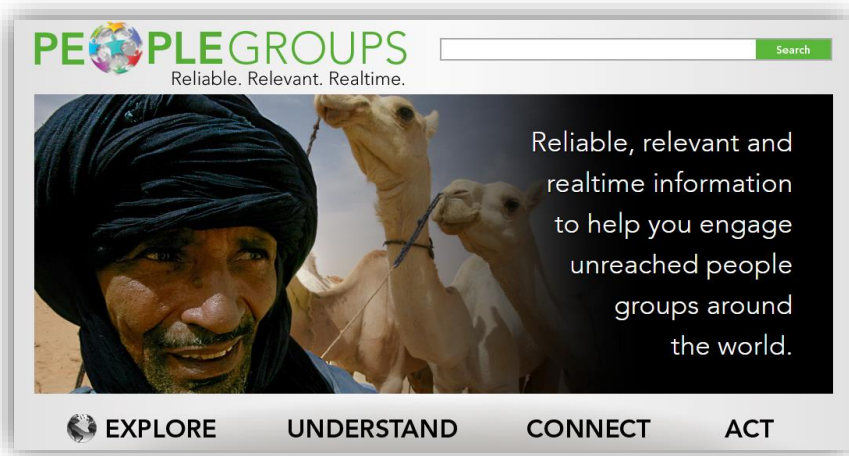 PEOPLEGROUPS
Reliable. Relevant. Realtime.
Search
Reliable, relevant and
realtime information
to help you engage
unreached people
groups around
the world.
EXPLORE UNDERSTAND CONNECT ACT